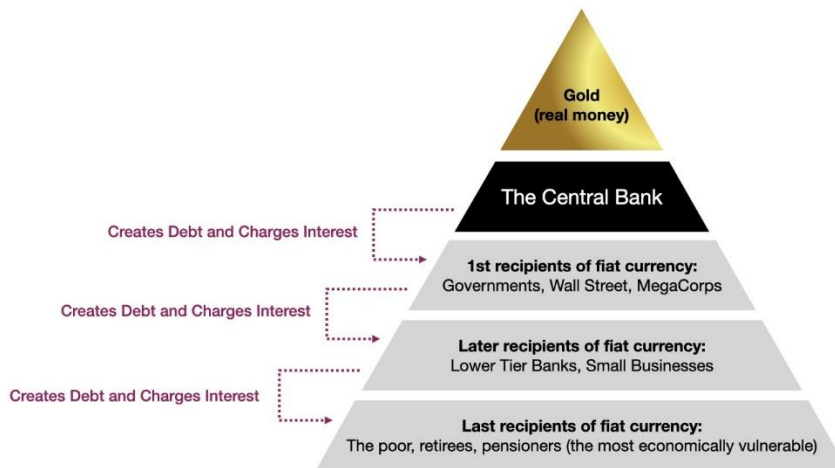 Gold
(real money)
The Central Bank
Creates Debt and Charges Interest
1st recipients of fiat currency:
Governments, Wall Street, MegaCorps
Creates Debt and Charges Interest
Later recipients of fiat currency:
Lower Tier Banks, Small Businesses
Creates Debt and Charges Interest
Last recipients of fiat currency:
The poor, retirees, pensioners (the most economically vulnerable)